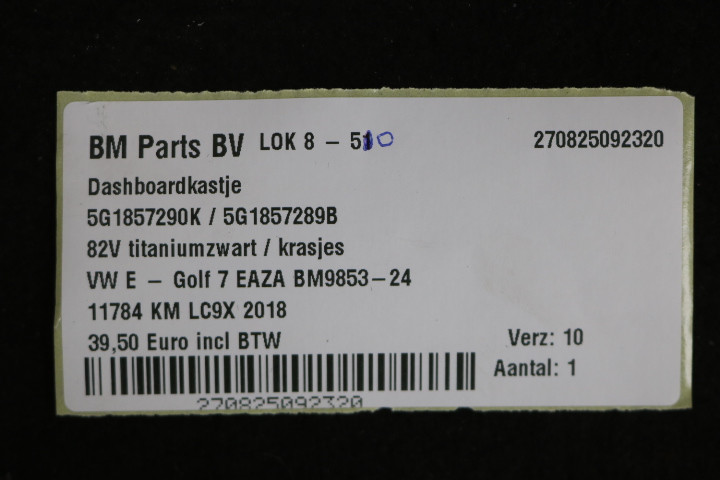 BM Parts BV LOK 8 - 510 270825092320
Dashboardkastje
5G1857290K / 5G1857289B
82V titaniumzwart / krasjes
VW E - Golf 7 EAZA BM9853-24
11784 KM LC9X 2018
39,50 Euro incl BTW Verz: 10
Aantal: 1
270825092320